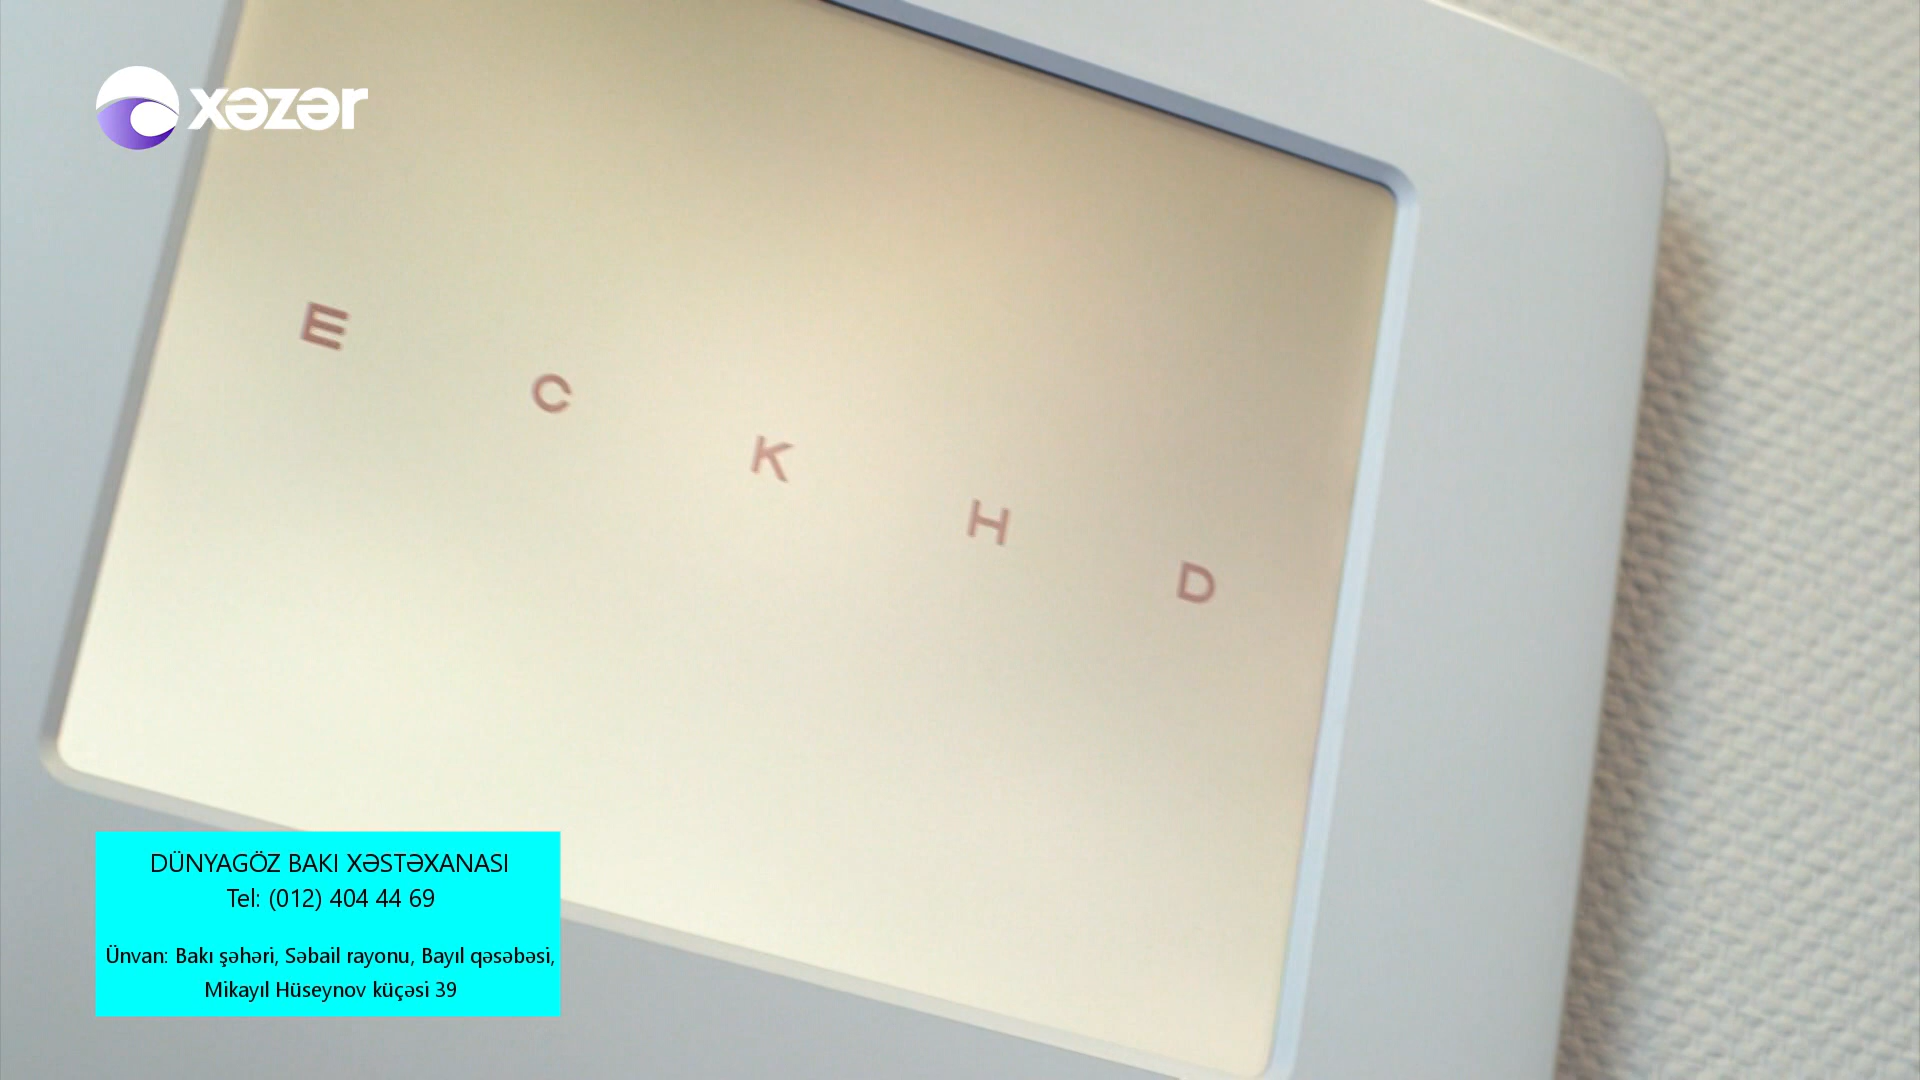 xəzər
E C K H D
DÜNYAGÖZ BAKI XƏSTƏXANASI
Tel: (012) 404 44 69
Ünvan: Bakı şəhəri, Səbail rayonu, Bayıl qəsəbəsi,
Mikayıl Hüseynov küçəsi 39